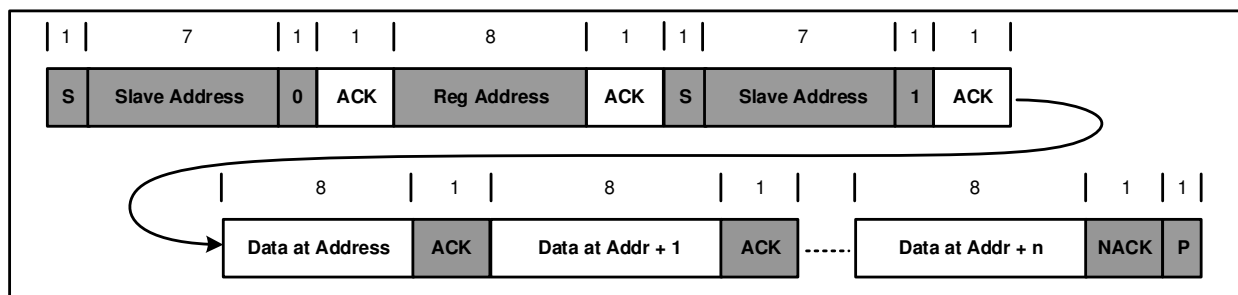 1 7 1 1 8 1 1 7 1 1
S Slave Address 0 ACK Reg Address ACK S Slave Address 1 ACK
8 1 8 1 8 1 1
Data at Address ACK Data at Addr + 1 ACK Data at Addr + n NACK P